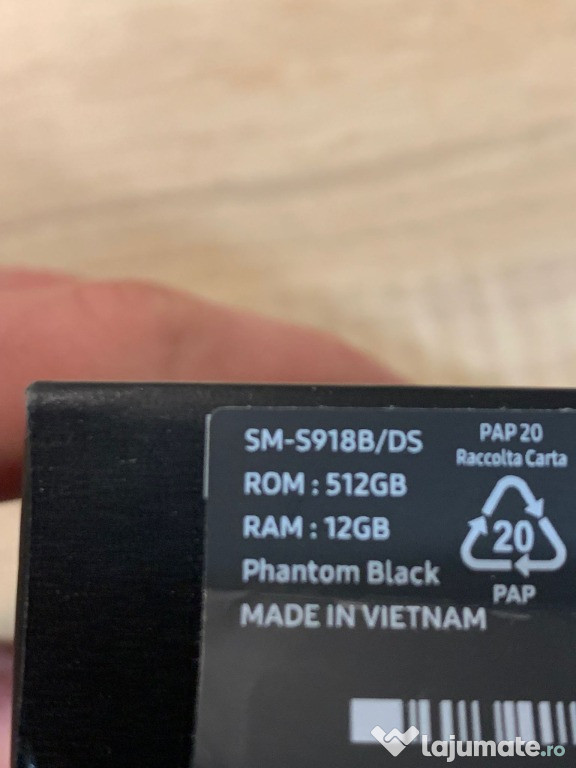 SM-S918B/DS
ROM : 512GB
RAM : 12GB
Phantom Black
MADE IN VIETNAM
PAP 20
Raccolta Carta
20
PAP
lajumate.ro